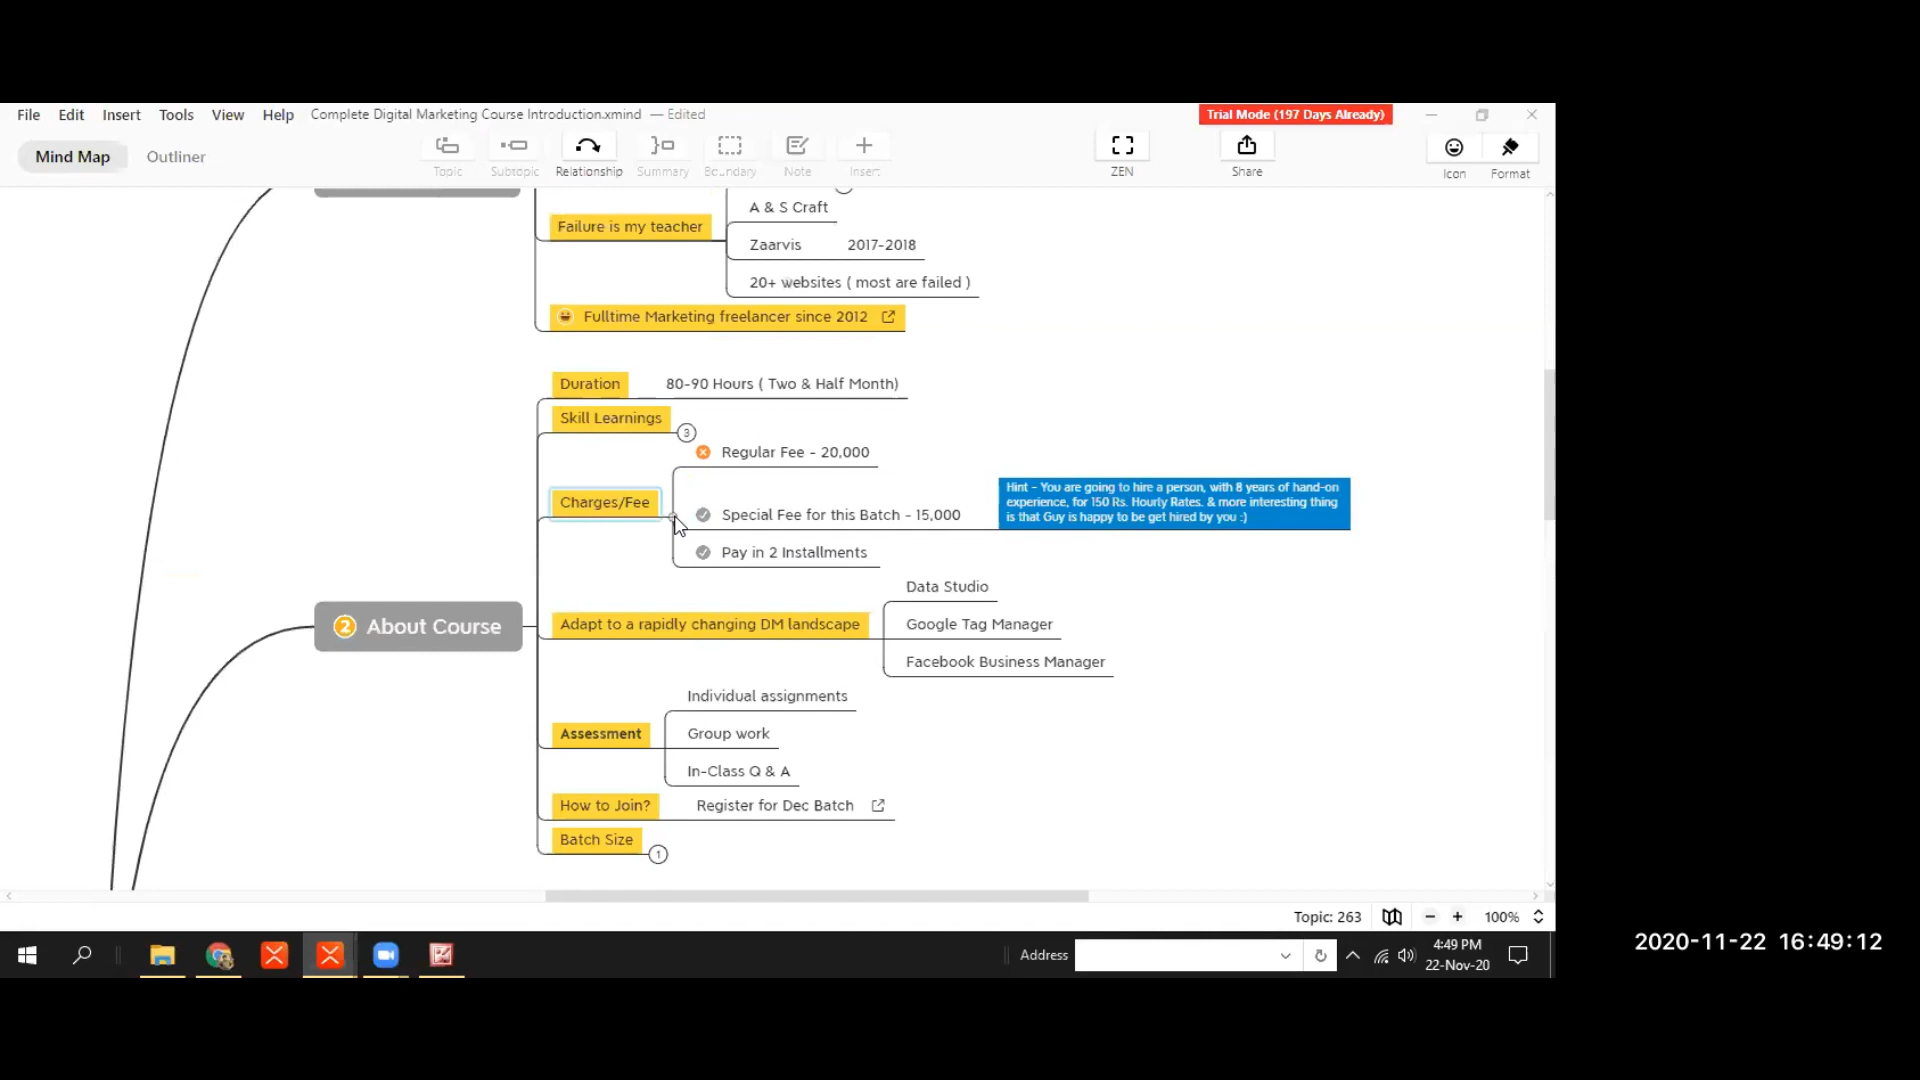 File Edit Insert Tools View Help Complete Digital Marketing Course Introduction.xmind — Edited Trial Mode (197 Days Already)
Mind Map Outliner
Topic Subtopic Relationship Summary Boundary Note Insert ZEN Share Icon Format
A & S Craft
Failure is my teacher
Zaarvis 2017-2018
20+ websites ( most are failed )
Fulltime Marketing freelancer since 2012
Duration 80-90 Hours ( Two & Half Month)
Skill Learnings
3
Regular Fee - 20,000
Charges/Fee
Special Fee for this Batch - 15,000
Hint - You are going to hire a person, with 8 years of hand-on
experience, for 150 Rs. Hourly Rates. & more interesting thing
is that Guy is happy to be get hired by you :)
Pay in 2 Installments
Data Studio
2 About Course
Adapt to a rapidly changing DM landscape
Google Tag Manager
Facebook Business Manager
Individual assignments
Assessment
Group work
In-Class Q & A
How to Join? Register for Dec Batch
Batch Size
1
Topic: 263 100%
Address
4:49 PM
22-Nov-20
2020-11-22 16:49:12